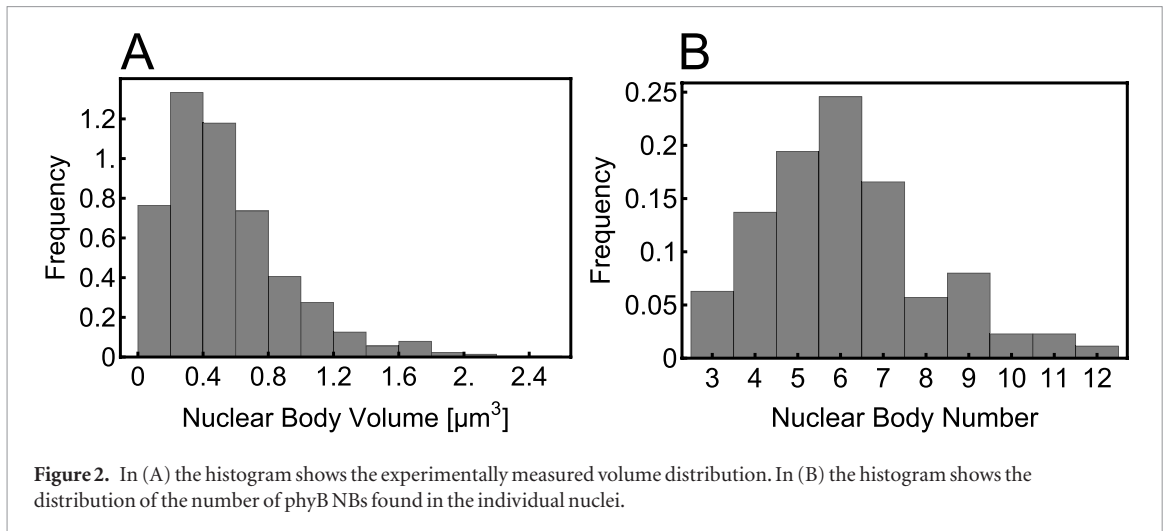 A
Frequency
1.2
1.
0.8
0.6
0.4
0.2
0
0 0.4 0.8 1.2 1.6 2. 2.4
Nuclear Body Volume [µm³]
B
Frequency
0.25
0.2
0.15
0.1
0.05
0
3 4 5 6 7 8 9 10 11 12
Nuclear Body Number
Figure 2. In (A) the histogram shows the experimentally measured volume distribution. In (B) the histogram shows the
distribution of the number of phyB NBs found in the individual nuclei.